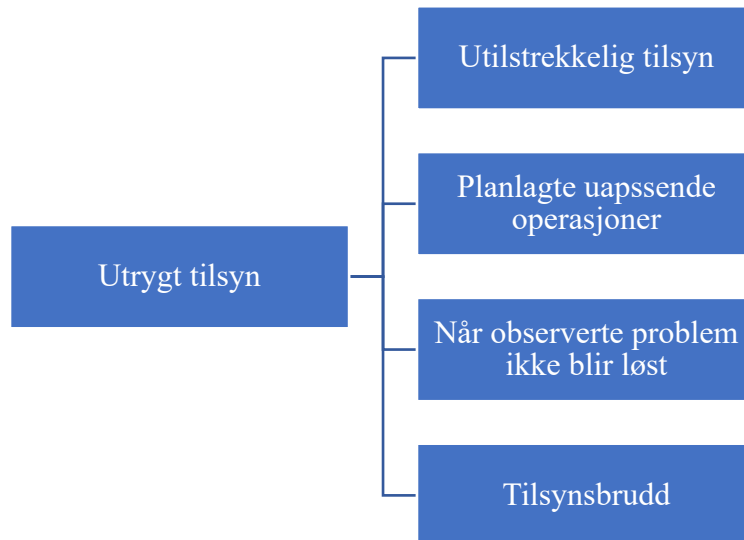 Utilstrekkelig tilsyn
Planlagte uapssende
operasjoner
Utrygt tilsyn
Når observerte problem
ikke blir løst
Tilsynsbrudd